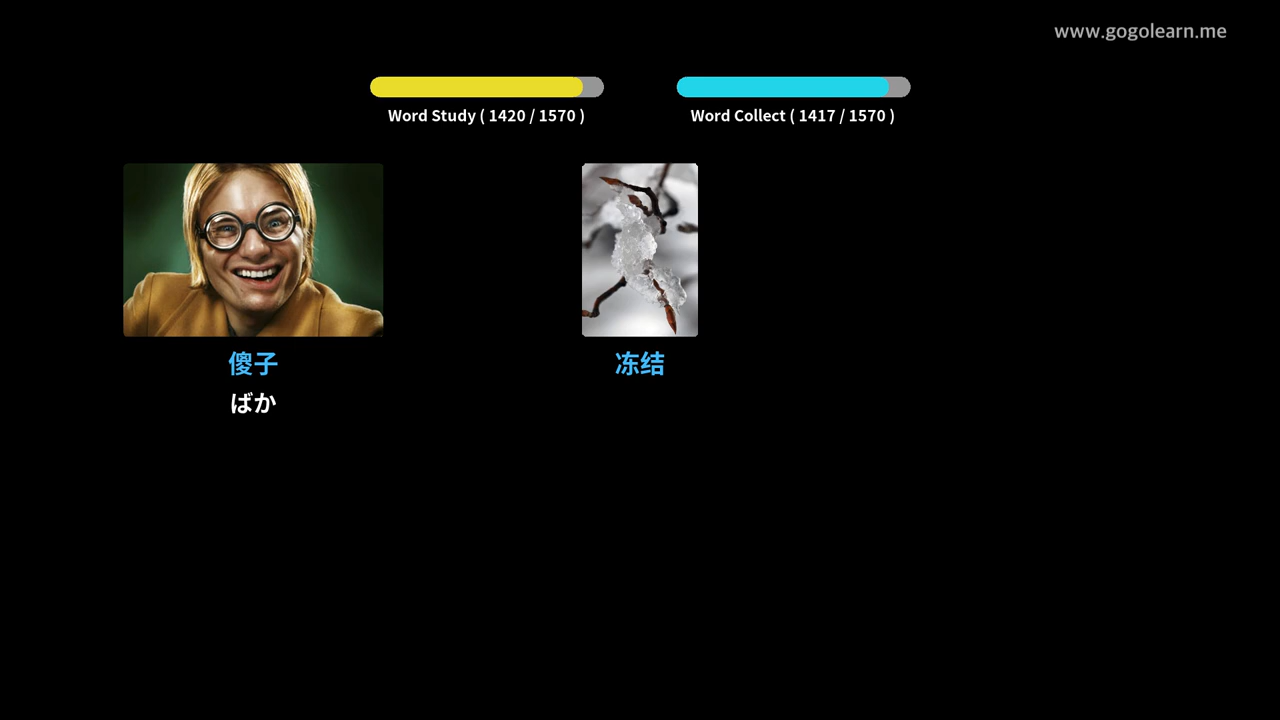 www.gogolearn.me
Word Study ( 1420 / 1570 )
Word Collect ( 1417 / 1570 )
傻子
ばか
冻结